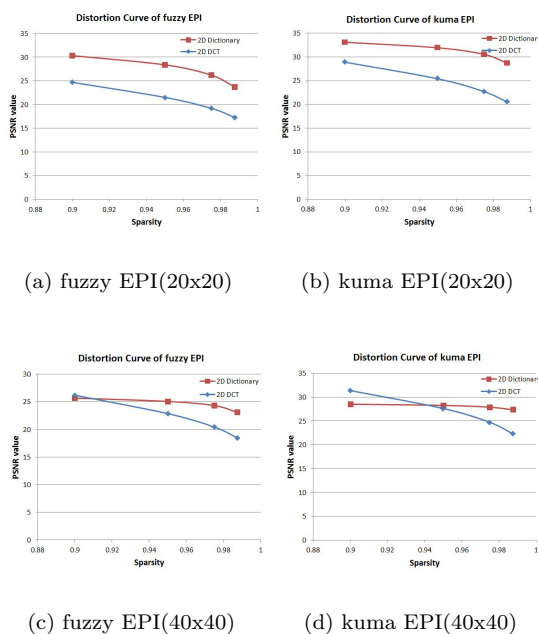 Distortion Curve of fuzzy EPI
2D Dictionary
2D DCT
PSNR value
35
30
25
20
15
10
5
0
0.88 0.9 0.92 0.94 0.96 0.98 1
Sparsity
(a) fuzzy EPI(20x20)
Distortion Curve of kuma EPI
2D Dictionary
2D DCT
PSNR value
35
30
25
20
15
10
5
0
0.88 0.9 0.92 0.94 0.96 0.98 1
Sparsity
(b) kuma EPI(20x20)
Distortion Curve of fuzzy EPI
2D Dictionary
2D DCT
PSNR value
30
25
20
15
10
5
0
0.88 0.9 0.92 0.94 0.96 0.98 1
Sparsity
(c) fuzzy EPI(40x40)
Distortion Curve of kuma EPI
2D Dictionary
2D DCT
PSNR value
35
30
25
20
15
10
5
0
0.88 0.9 0.92 0.94 0.96 0.98 1
Sparsity
(d) kuma EPI(40x40)